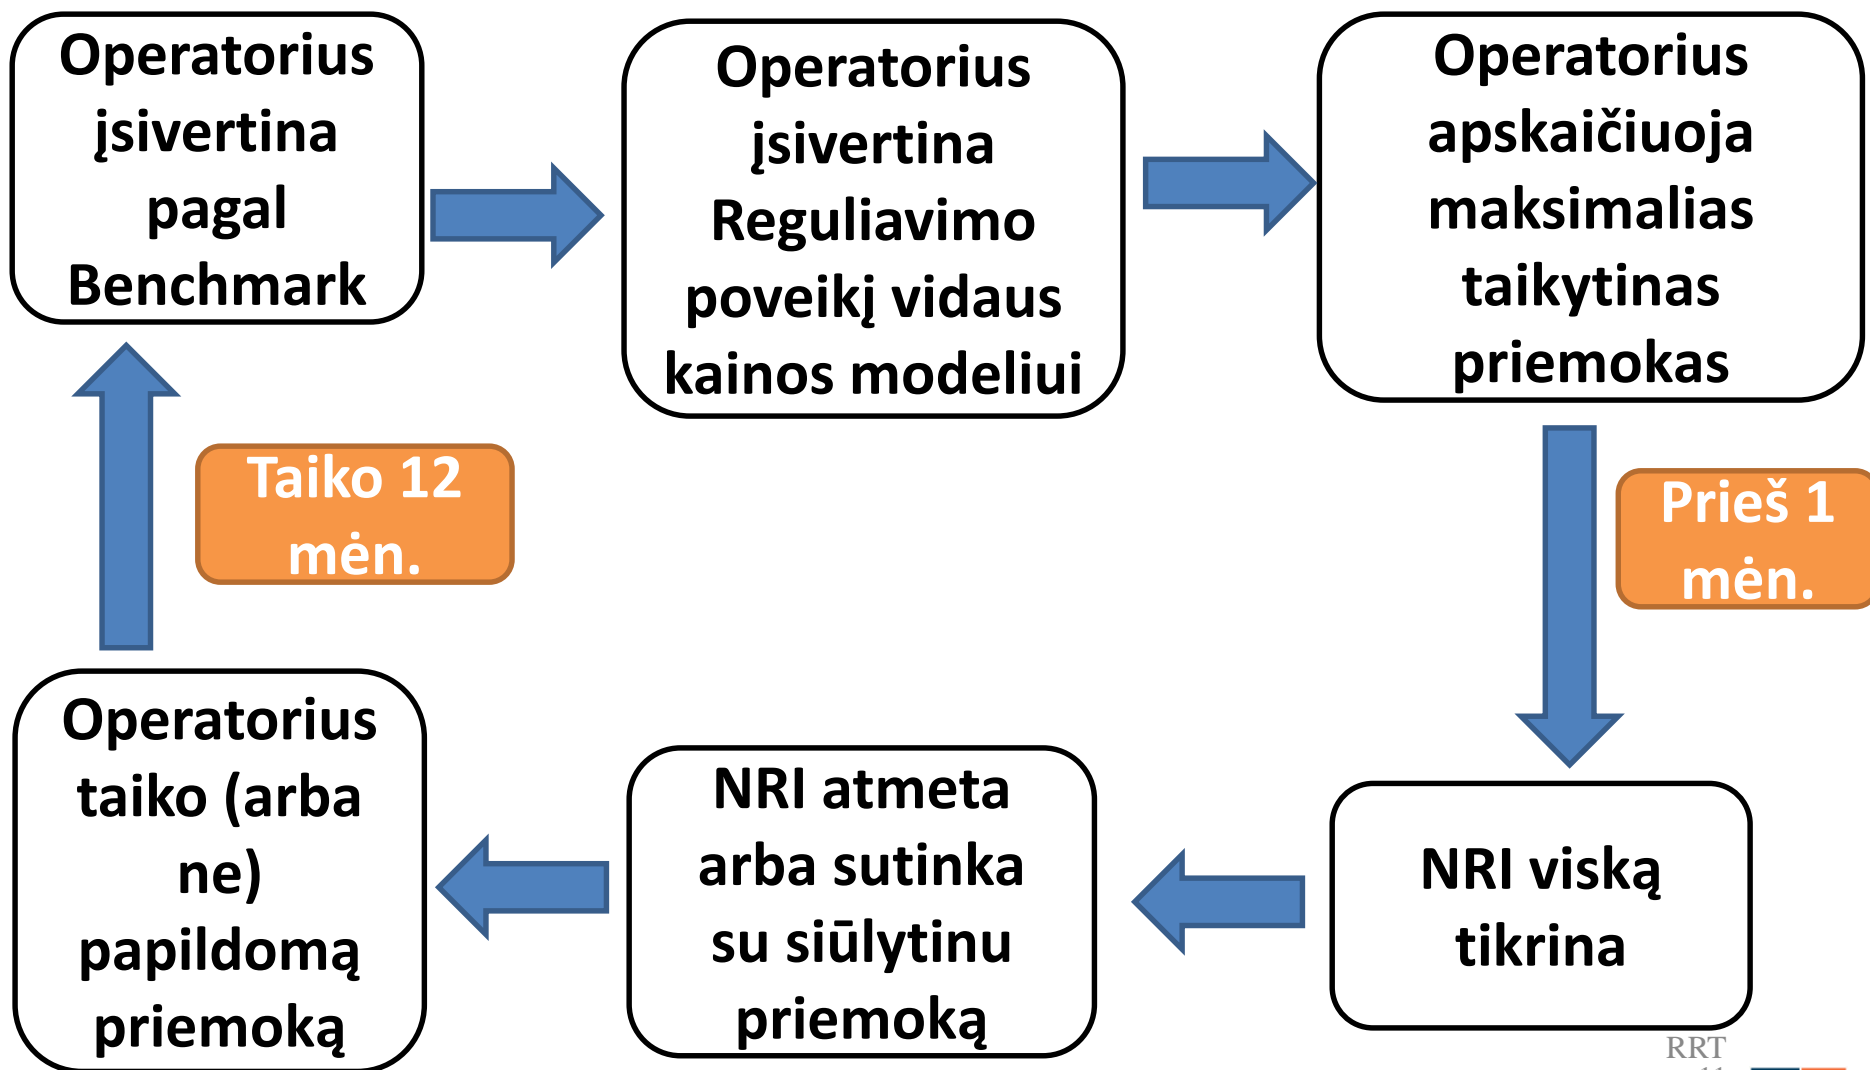 Operatorius
įsivertina
pagal
Benchmark
Operatorius
įsivertina
Reguliavimo
poveikį vidaus
kainos modeliui
Operatorius
apskaičiuoja
maksimalias
taikytinas
priemokas
Taiko 12
mėn.
Prieš 1
mėn.
Operatorius
taiko (arba
ne)
papildomą
priemoką
NRI atmeta
arba sutinka
su siūlytinu
priemoką
NRI viską
tikrina
RRT